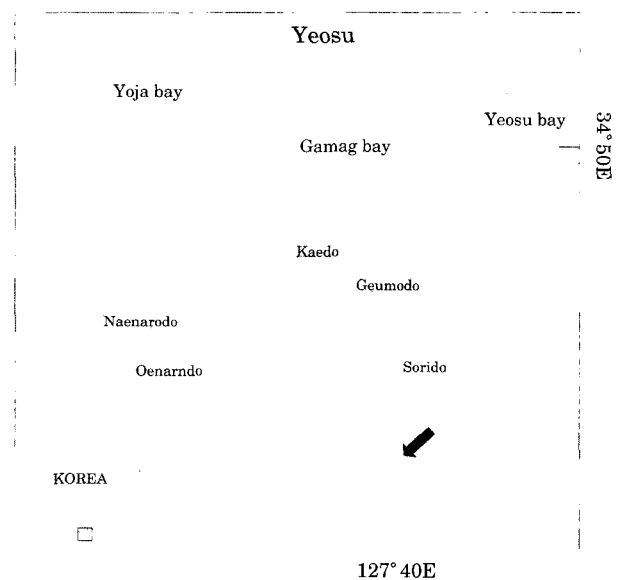 Yeosu
Yoja bay
Yeosu bay
Gamag bay
34°50E
Kaedo
Geumodo
Naenarodo
Oenarndo
Sorido
KOREA
127°40E